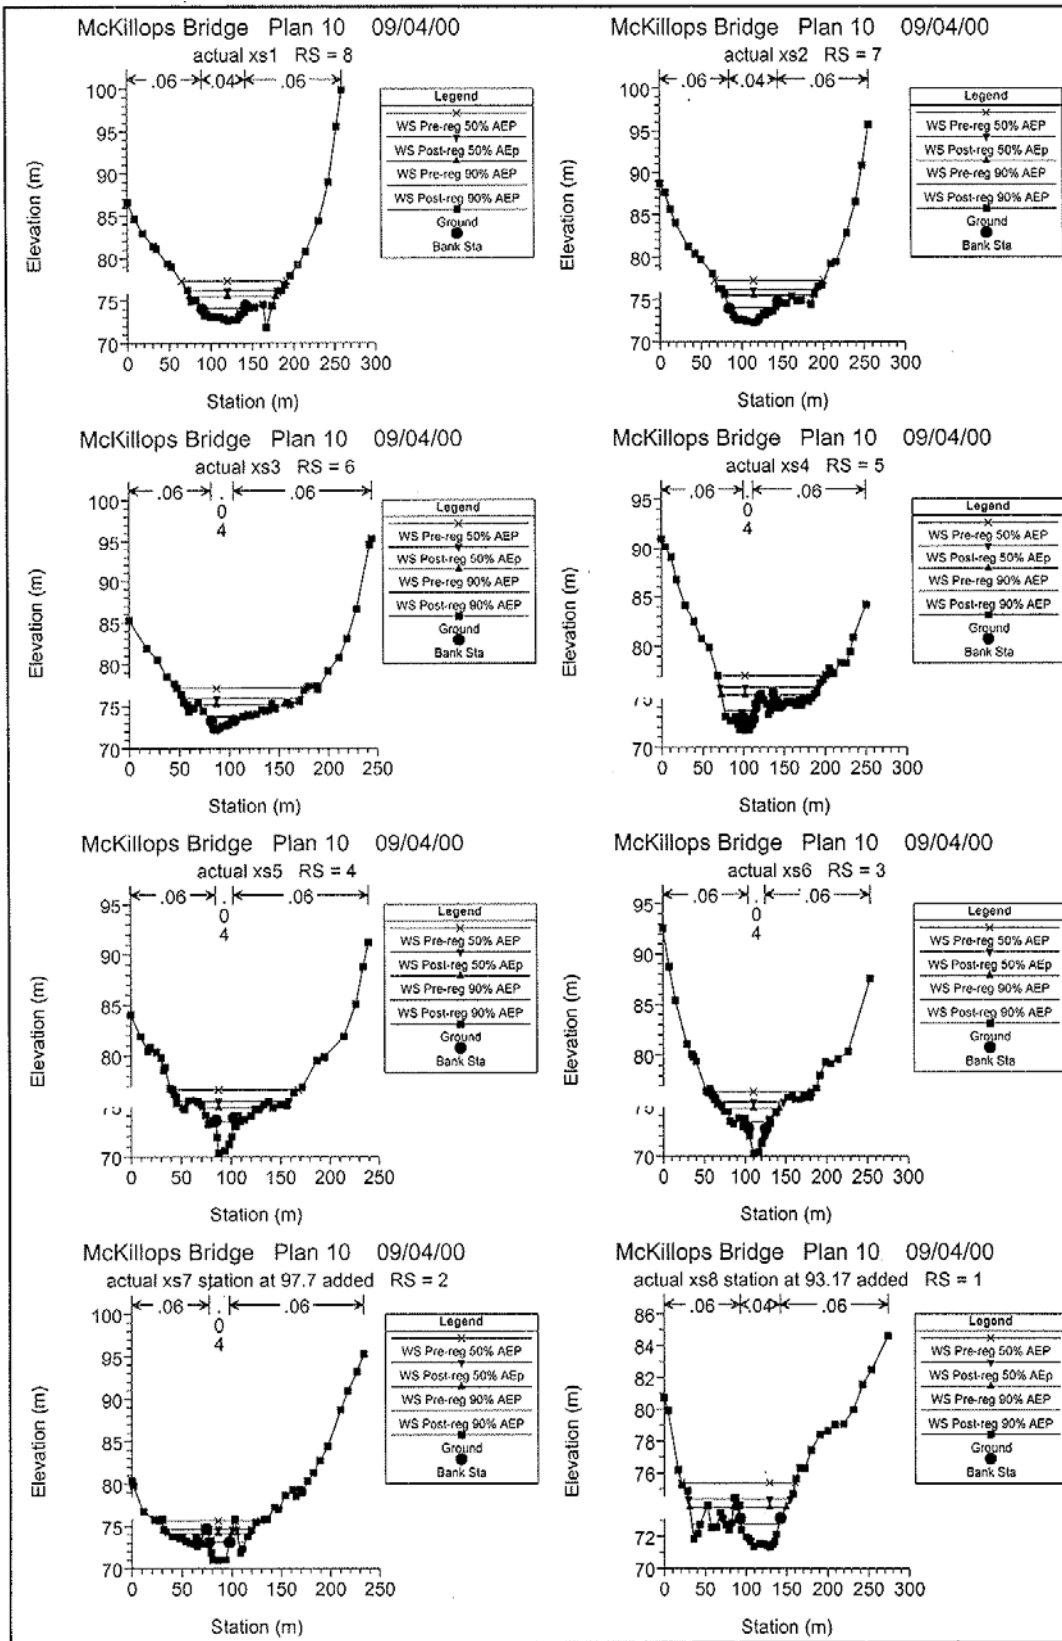 McKillops Bridge Plan 10 09/04/00
actual xs1 RS = 8
.06 .04 .06
Legend
WS Pre-reg 50% AEP
WS Post-reg 50% AEp
WS Pre-reg 90% AEP
WS Post-reg 90% AEP
Ground
Bank Sta
Elevation (m)
100
95
90
85
80
75
70
0 50 100 150 200 250 300
Station (m)
McKillops Bridge Plan 10 09/04/00
actual xs2 RS = 7
.06 .04 .06
Legend
WS Pre-reg 50% AEP
WS Post-reg 50% AEp
WS Pre-reg 90% AEP
WS Post-reg 90% AEP
Ground
Bank Sta
Elevation (m)
100
95
90
85
80
75
70
0 50 100 150 200 250 300
Station (m)
McKillops Bridge Plan 10 09/04/00
actual xs3 RS = 6
.06 .04 .06
Legend
WS Pre-reg 50% AEP
WS Post-reg 50% AEp
WS Pre-reg 90% AEP
WS Post-reg 90% AEP
Ground
Bank Sta
Elevation (m)
100
95
90
85
80
75
70
0 50 100 150 200 250
Station (m)
McKillops Bridge Plan 10 09/04/00
actual xs4 RS = 5
.06 .04 .06
Legend
WS Pre-reg 50% AEP
WS Post-reg 50% AEp
WS Pre-reg 90% AEP
WS Post-reg 90% AEP
Ground
Bank Sta
Elevation (m)
95
90
85
80
75
70
0 50 100 150 200 250 300
Station (m)
McKillops Bridge Plan 10 09/04/00
actual xs5 RS = 4
.06 .04 .06
Legend
WS Pre-reg 50% AEP
WS Post-reg 50% AEp
WS Pre-reg 90% AEP
WS Post-reg 90% AEP
Ground
Bank Sta
Elevation (m)
95
90
85
80
75
70
0 50 100 150 200 250
Station (m)
McKillops Bridge Plan 10 09/04/00
actual xs6 RS = 3
.06 .04 .06
Legend
WS Pre-reg 50% AEP
WS Post-reg 50% AEp
WS Pre-reg 90% AEP
WS Post-reg 90% AEP
Ground
Bank Sta
Elevation (m)
95
90
85
80
75
70
0 50 100 150 200 250 300
Station (m)
McKillops Bridge Plan 10 09/04/00
actual xs7 station at 97.7 added RS = 2
.06 .04 .06
Legend
WS Pre-reg 50% AEP
WS Post-reg 50% AEp
WS Pre-reg 90% AEP
WS Post-reg 90% AEP
Ground
Bank Sta
Elevation (m)
100
95
90
85
80
75
70
0 50 100 150 200 250
Station (m)
McKillops Bridge Plan 10 09/04/00
actual xs8 station at 93.17 added RS = 1
.06 .04 .06
Legend
WS Pre-reg 50% AEP
WS Post-reg 50% AEp
WS Pre-reg 90% AEP
WS Post-reg 90% AEP
Ground
Bank Sta
Elevation (m)
86
84
82
80
78
76
72
70
0 50 100 150 200 250 300
Station (m)